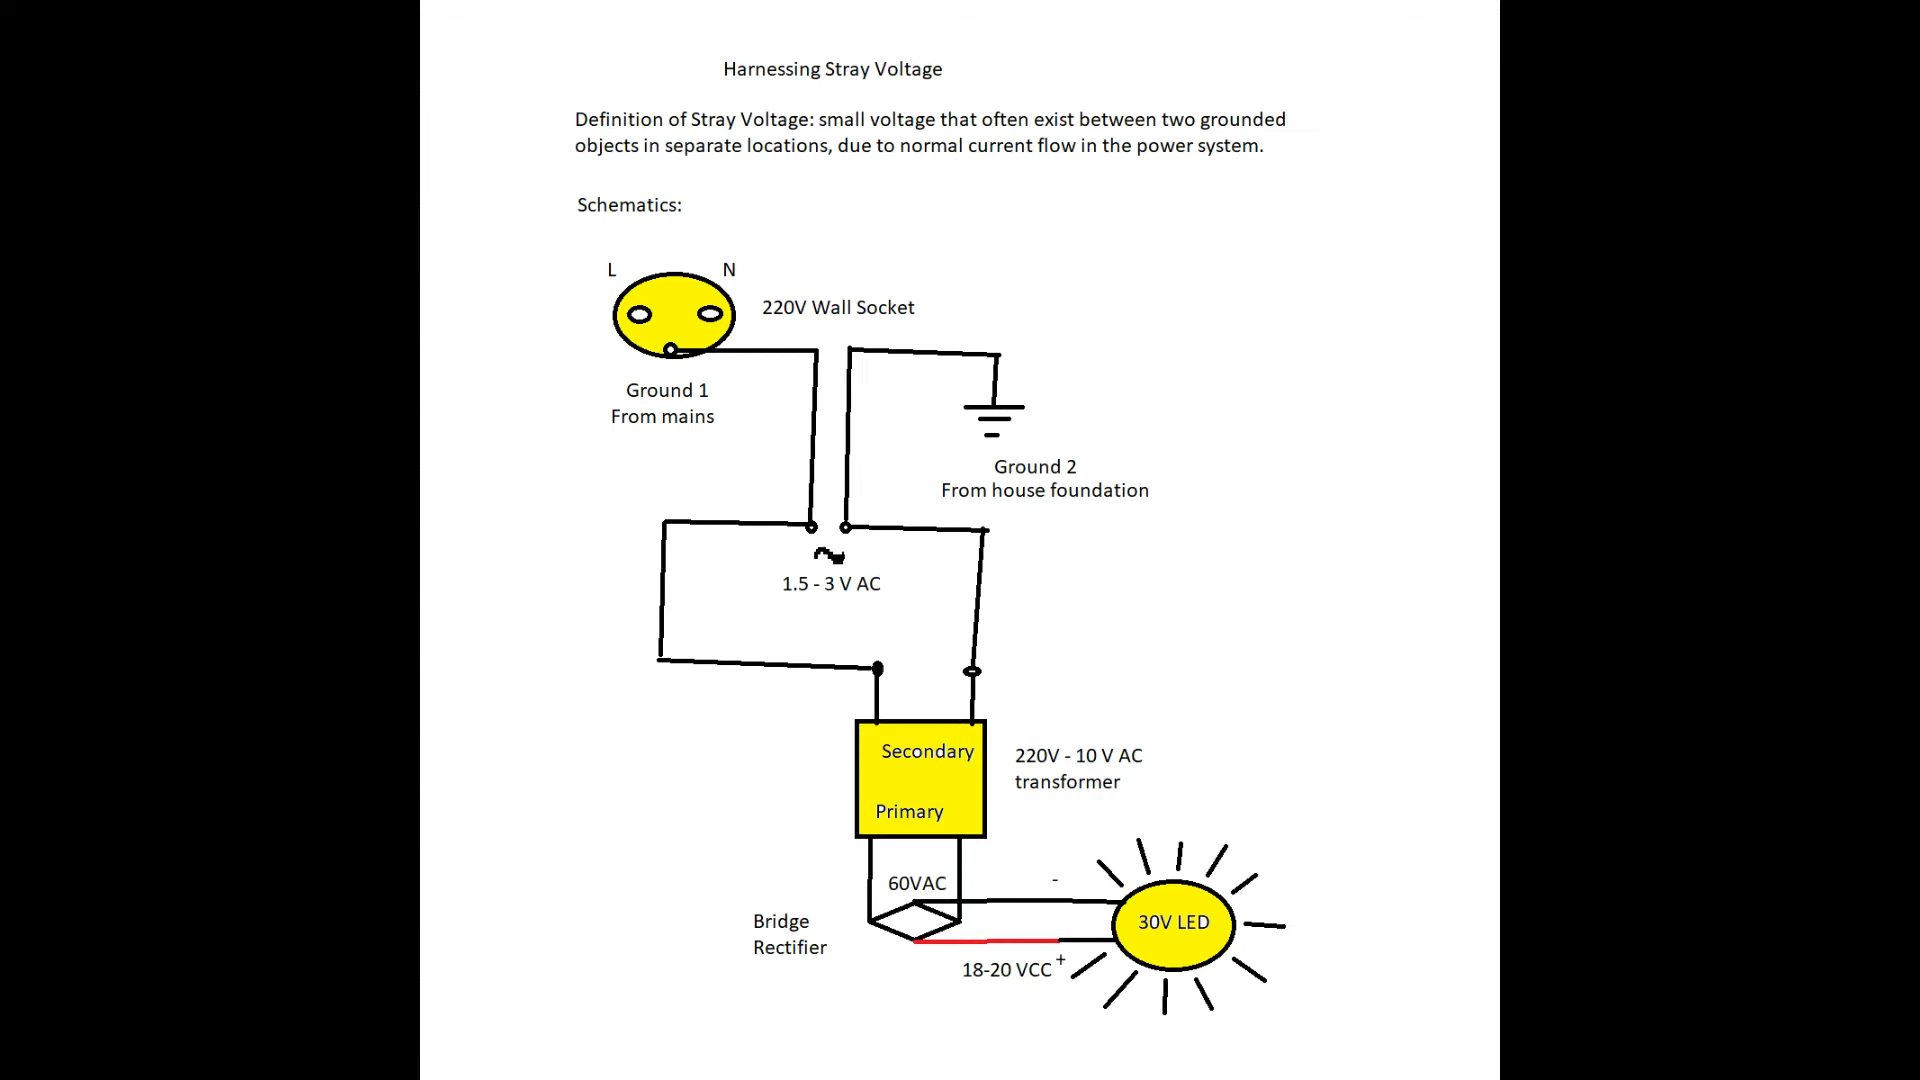 Harnessing Stray Voltage
Definition of Stray Voltage: small voltage that often exist between two grounded
objects in separate locations, due to normal current flow in the power system.
Schematics:
L
N
220V Wall Socket
Ground 1
From mains
Ground 2
From house foundation
1.5 - 3 V AC
Secondary
Primary
220V - 10 V AC
transformer
60VAC
-
Bridge
Rectifier
30V LED
18-20 VCC +